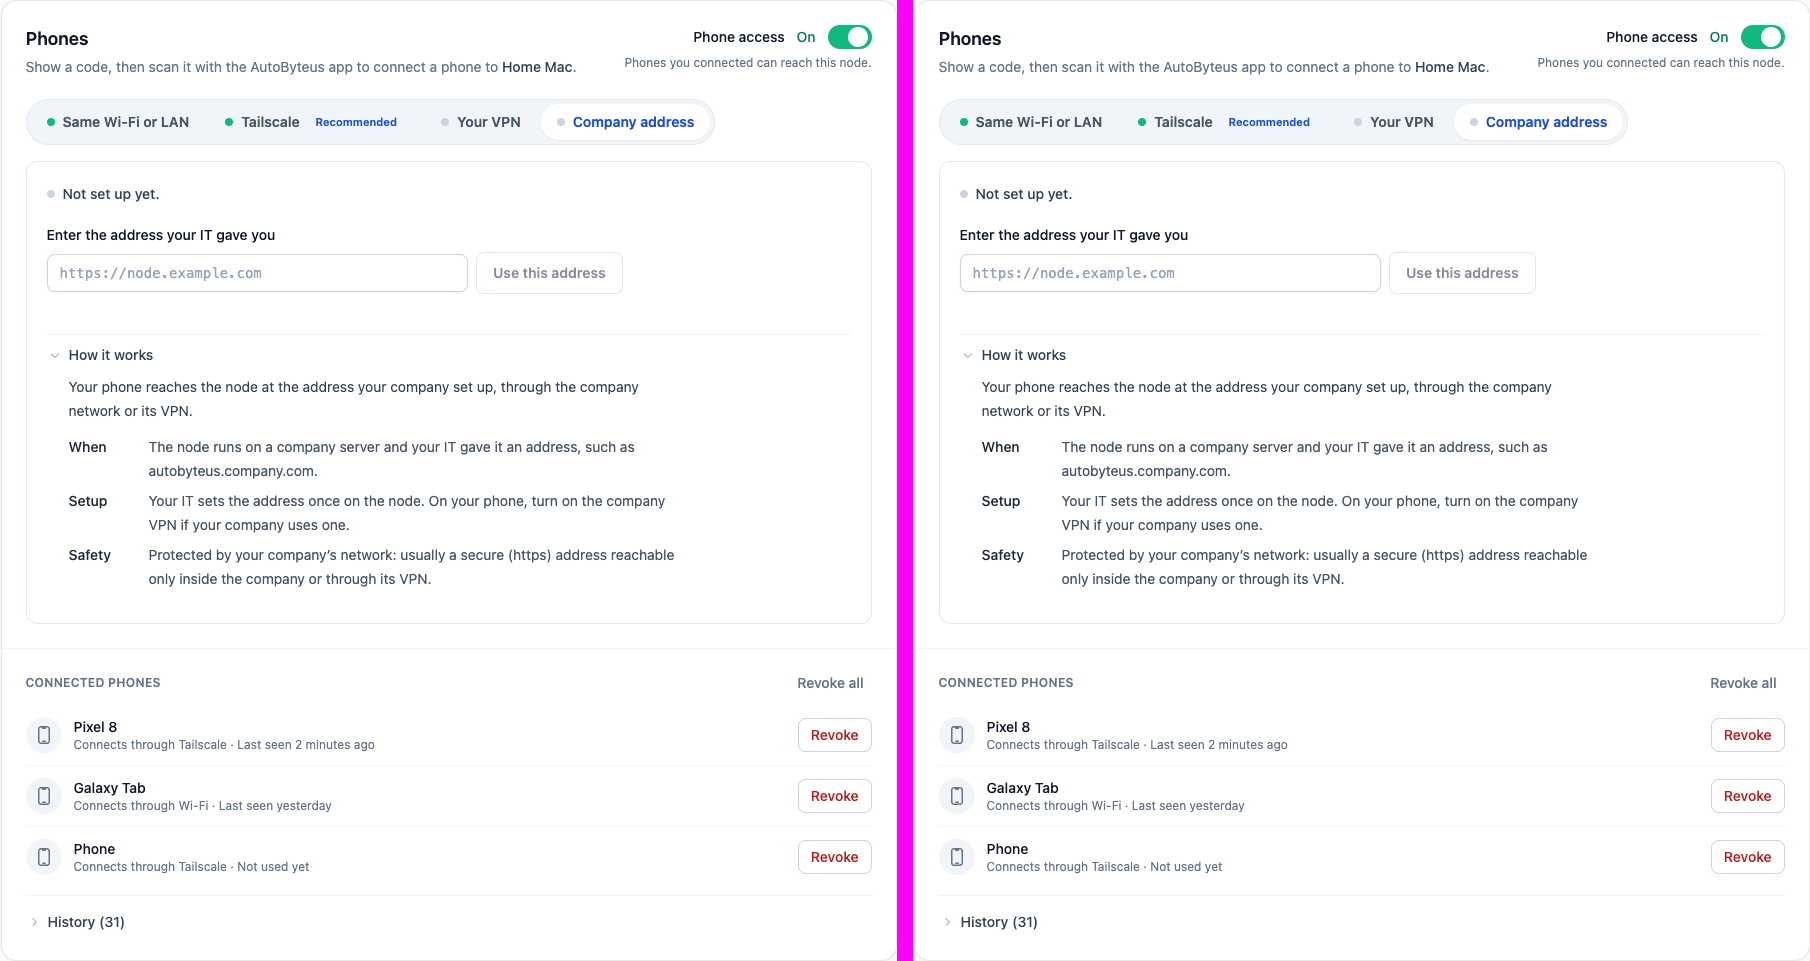 Phones
Phone access On
Show a code, then scan it with the AutoByteus app to connect a phone to Home Mac.
Phones you connected can reach this node.
Same Wi-Fi or LAN
Tailscale Recommended
Your VPN
Company address
Not set up yet.
Enter the address your IT gave you
https://node.example.com
Use this address
How it works
Your phone reaches the node at the address your company set up, through the company
network or its VPN.
When
The node runs on a company server and your IT gave it an address, such as
autobyteus.company.com.
Setup
Your IT sets the address once on the node. On your phone, turn on the company
VPN if your company uses one.
Safety
Protected by your company’s network: usually a secure (https) address reachable
only inside the company or through its VPN.
CONNECTED PHONES
Revoke all
Pixel 8
Connects through Tailscale · Last seen 2 minutes ago
Revoke
Galaxy Tab
Connects through Wi-Fi · Last seen yesterday
Revoke
Phone
Connects through Tailscale · Not used yet
Revoke
History (31)
Phones
Phone access On
Show a code, then scan it with the AutoByteus app to connect a phone to Home Mac.
Phones you connected can reach this node.
Same Wi-Fi or LAN
Tailscale Recommended
Your VPN
Company address
Not set up yet.
Enter the address your IT gave you
https://node.example.com
Use this address
How it works
Your phone reaches the node at the address your company set up, through the company
network or its VPN.
When
The node runs on a company server and your IT gave it an address, such as
autobyteus.company.com.
Setup
Your IT sets the address once on the node. On your phone, turn on the company
VPN if your company uses one.
Safety
Protected by your company’s network: usually a secure (https) address reachable
only inside the company or through its VPN.
CONNECTED PHONES
Revoke all
Pixel 8
Connects through Tailscale · Last seen 2 minutes ago
Revoke
Galaxy Tab
Connects through Wi-Fi · Last seen yesterday
Revoke
Phone
Connects through Tailscale · Not used yet
Revoke
History (31)